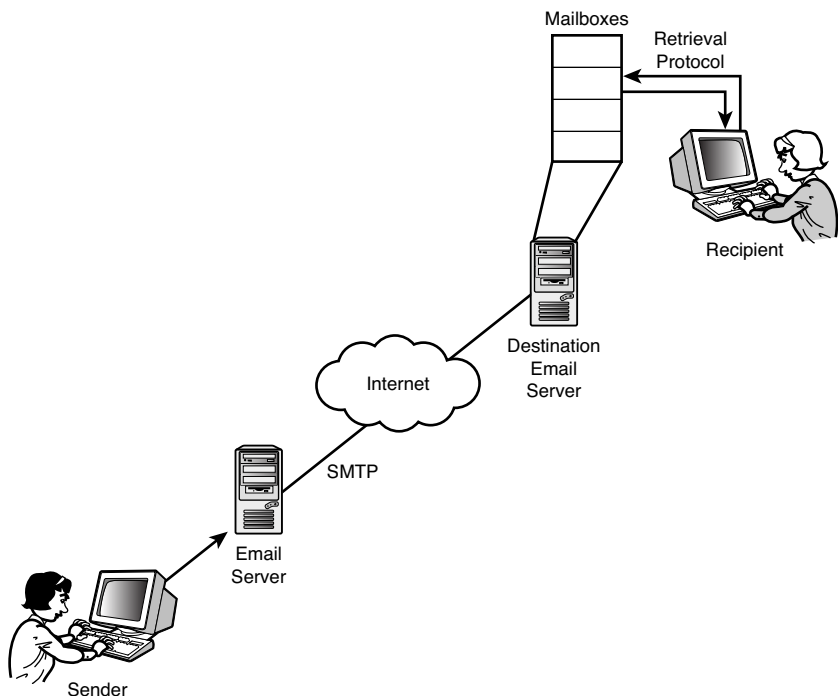 Mailboxes
Retrieval
Protocol
Recipient
Destination
Email
Server
Internet
SMTP
Email
Server
Sender